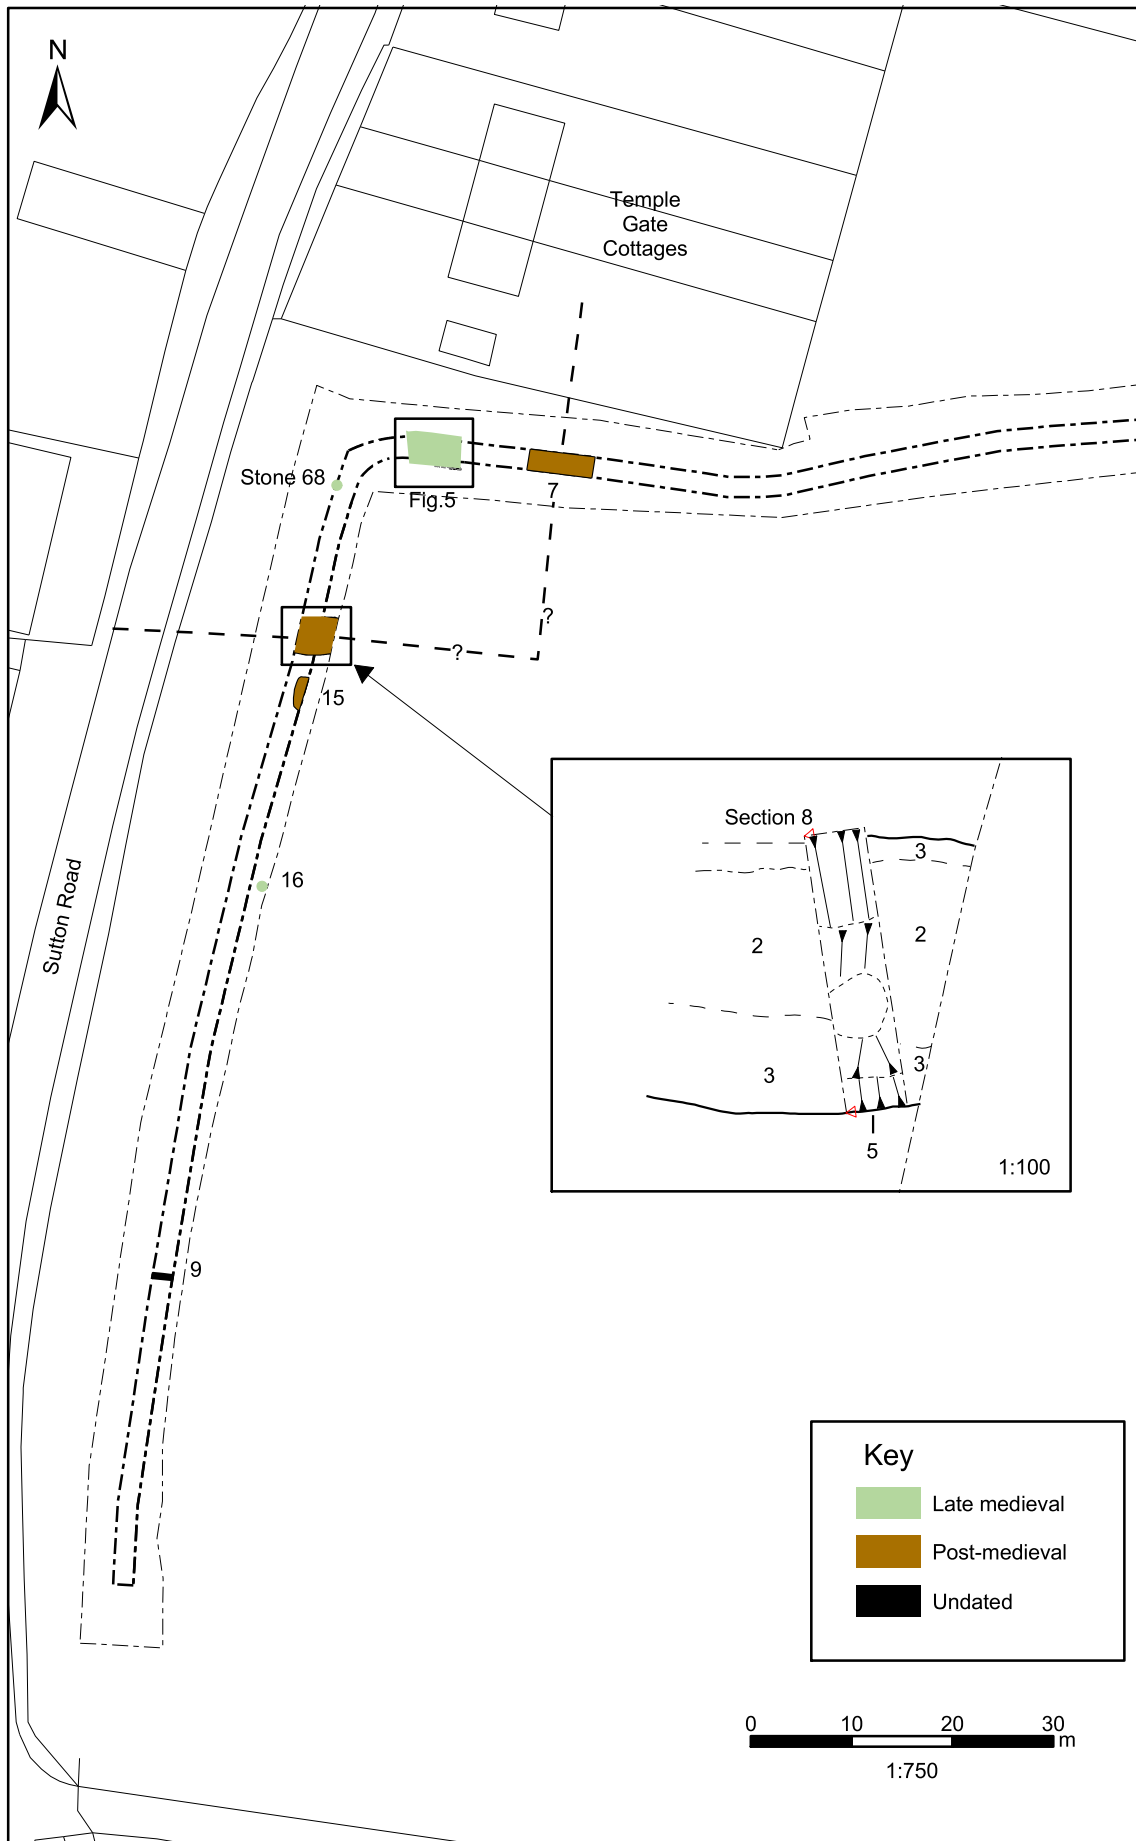 N
Temple
Gate
Cottages
Stone 68
Fig.5
7
?
?
15
Section 8
3
16
2
2
Sutton Road
3
3
5
1:100
9
Key
Late medieval
Post-medieval
Undated
0 10 20 30
m
1:750